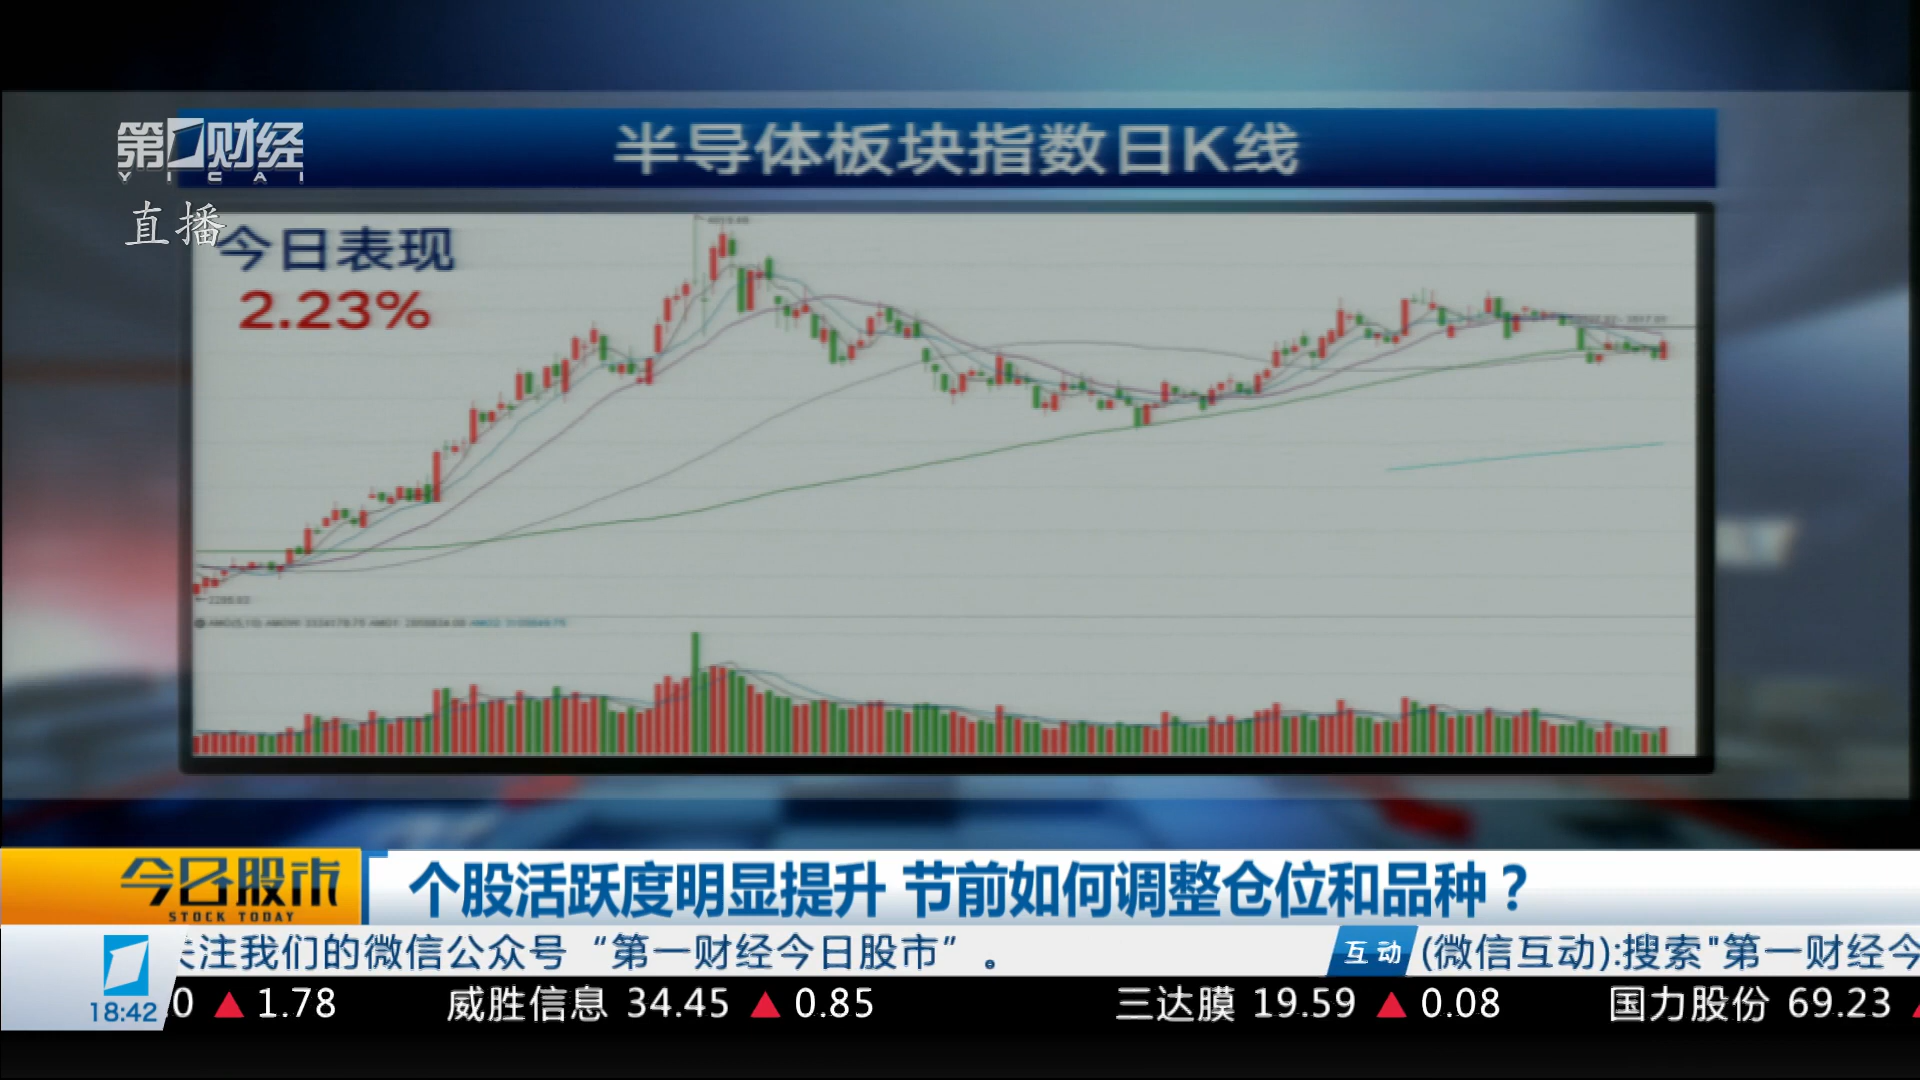 第一财经
YICAI
直播
半导体板块指数日K线
今日表现
2.23%
今日股市
STOCK TODAY
个股活跃度明显提升 节前如何调整仓位和品种？
关注我们的微信公众号“第一财经今日股市”。 互动 (微信互动):搜索"第一财经今
18:42
0 ▲ 1.78 威胜信息 34.45 ▲ 0.85 三达膜 19.59 ▲ 0.08 国力股份 69.23